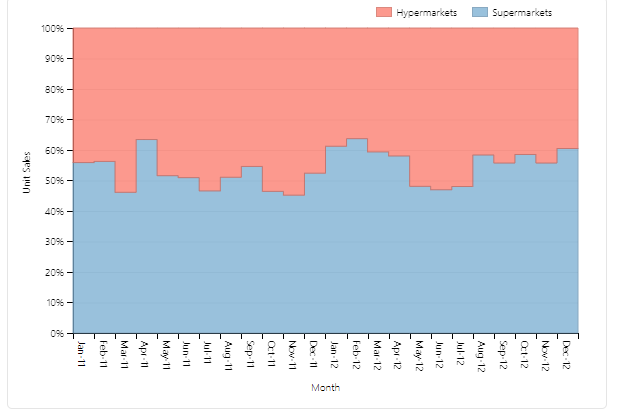 Hypermarkets
Supermarkets
100%
90%
80%
70%
60%
50%
40%
30%
20%
10%
0%
Unit Sales
Jan-11
Feb-11
Mar-11
Apr-11
May-11
Jun-11
Jul-11
Aug-11
Sep-11
Oct-11
Nov-11
Dec-11
Jan-12
Feb-12
Mar-12
Apr-12
May-12
Jun-12
Jul-12
Aug-12
Sep-12
Oct-12
Nov-12
Dec-12
Month